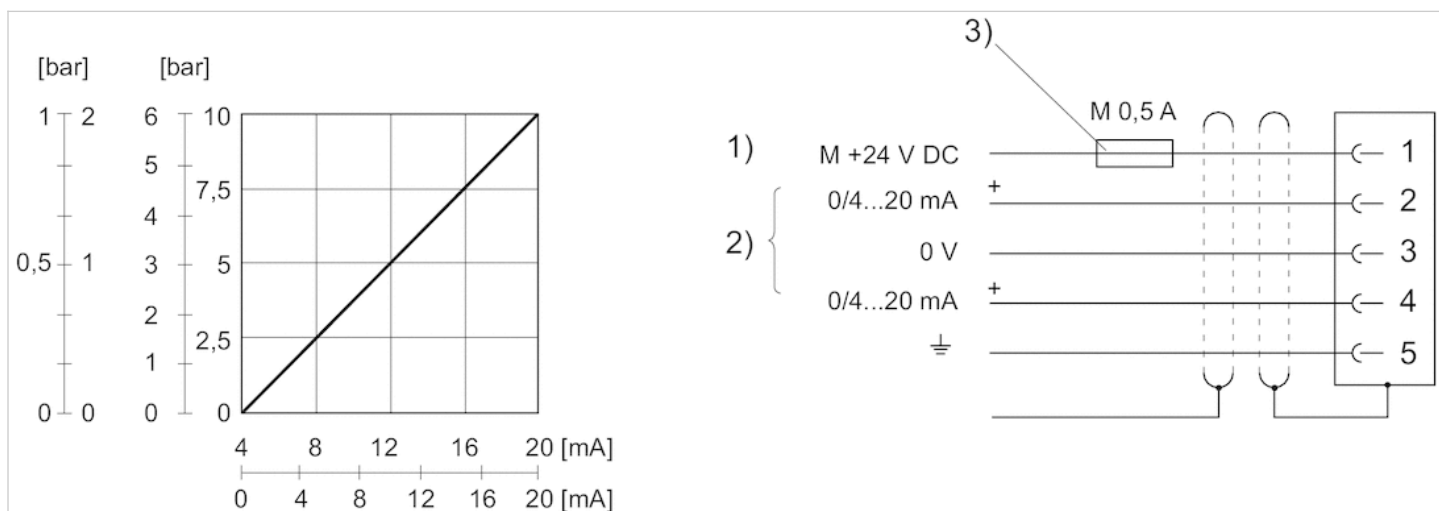 [bar] [bar]
1 2 6 10
5
7,5
4
0,5 1 3 5
2
2,5
1
0 0 0 0
4 8 12 16 20 [mA]
0 4 8 12 16 20 [mA]
3)
M 0,5 A
1) M +24 V DC 1
0/4...20 mA + 2
2)
0 V 3
0/4...20 mA + 4
5